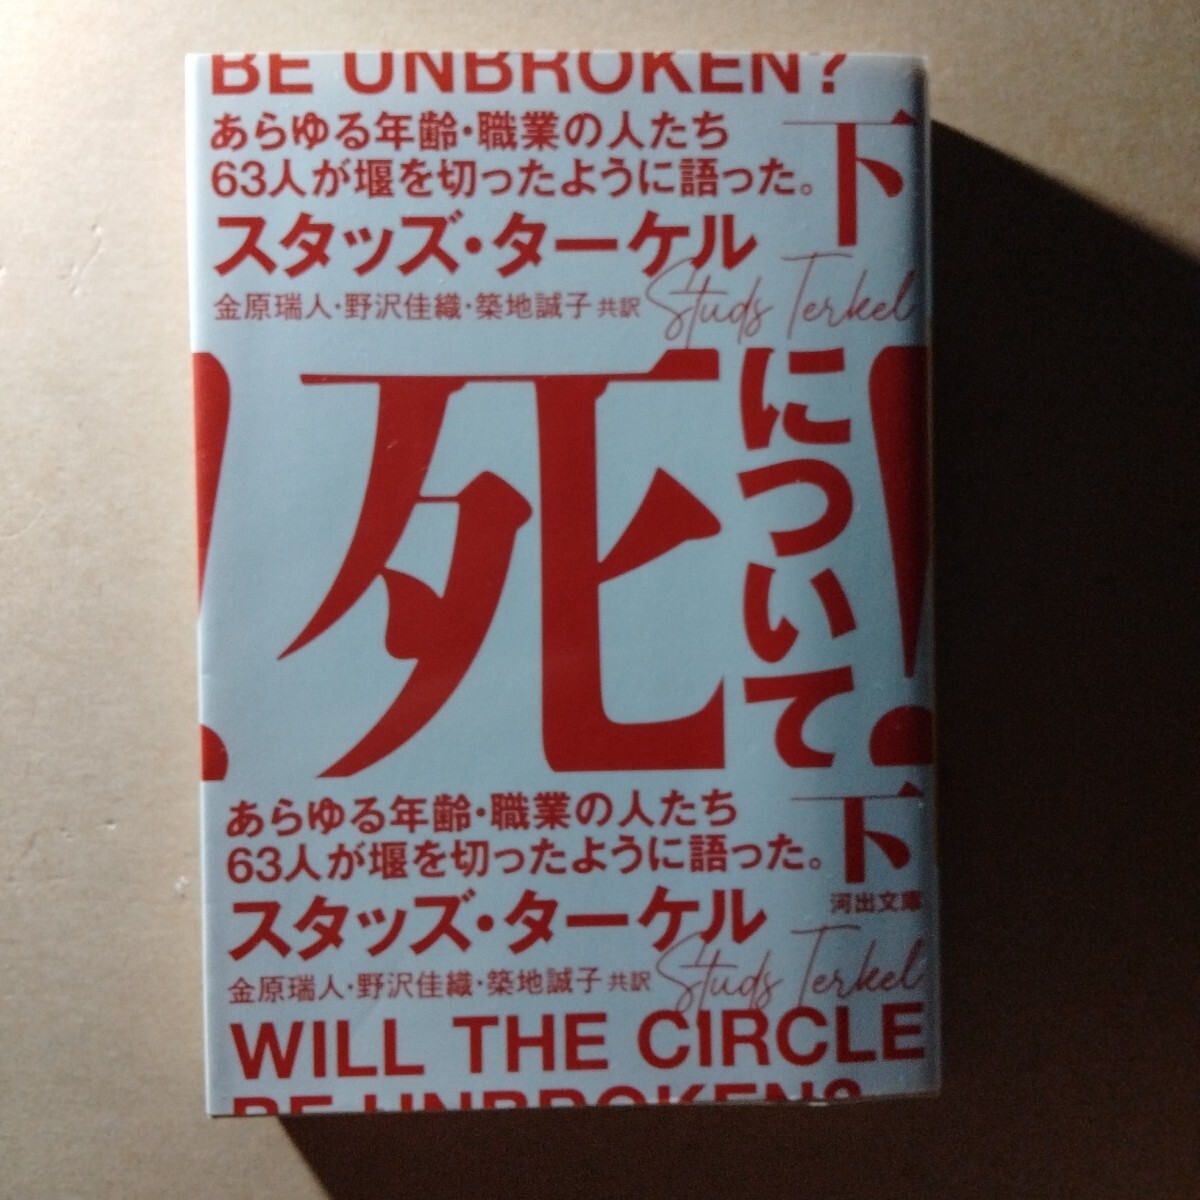 BE UNBROKEN?
あらゆる年齢・職業の人たち
63人が堰を切ったように語った。
下
スタッズ・ターケル
Studs Terkel
金原瑞人・野沢佳織・築地誠子 共訳
！死について！
あらゆる年齢・職業の人たち
63人が堰を切ったように語った。
下
河出文庫
スタッズ・ターケル
Studs Terkel
金原瑞人・野沢佳織・築地誠子 共訳
WILL THE CIRCLE
BE UNBROKEN?